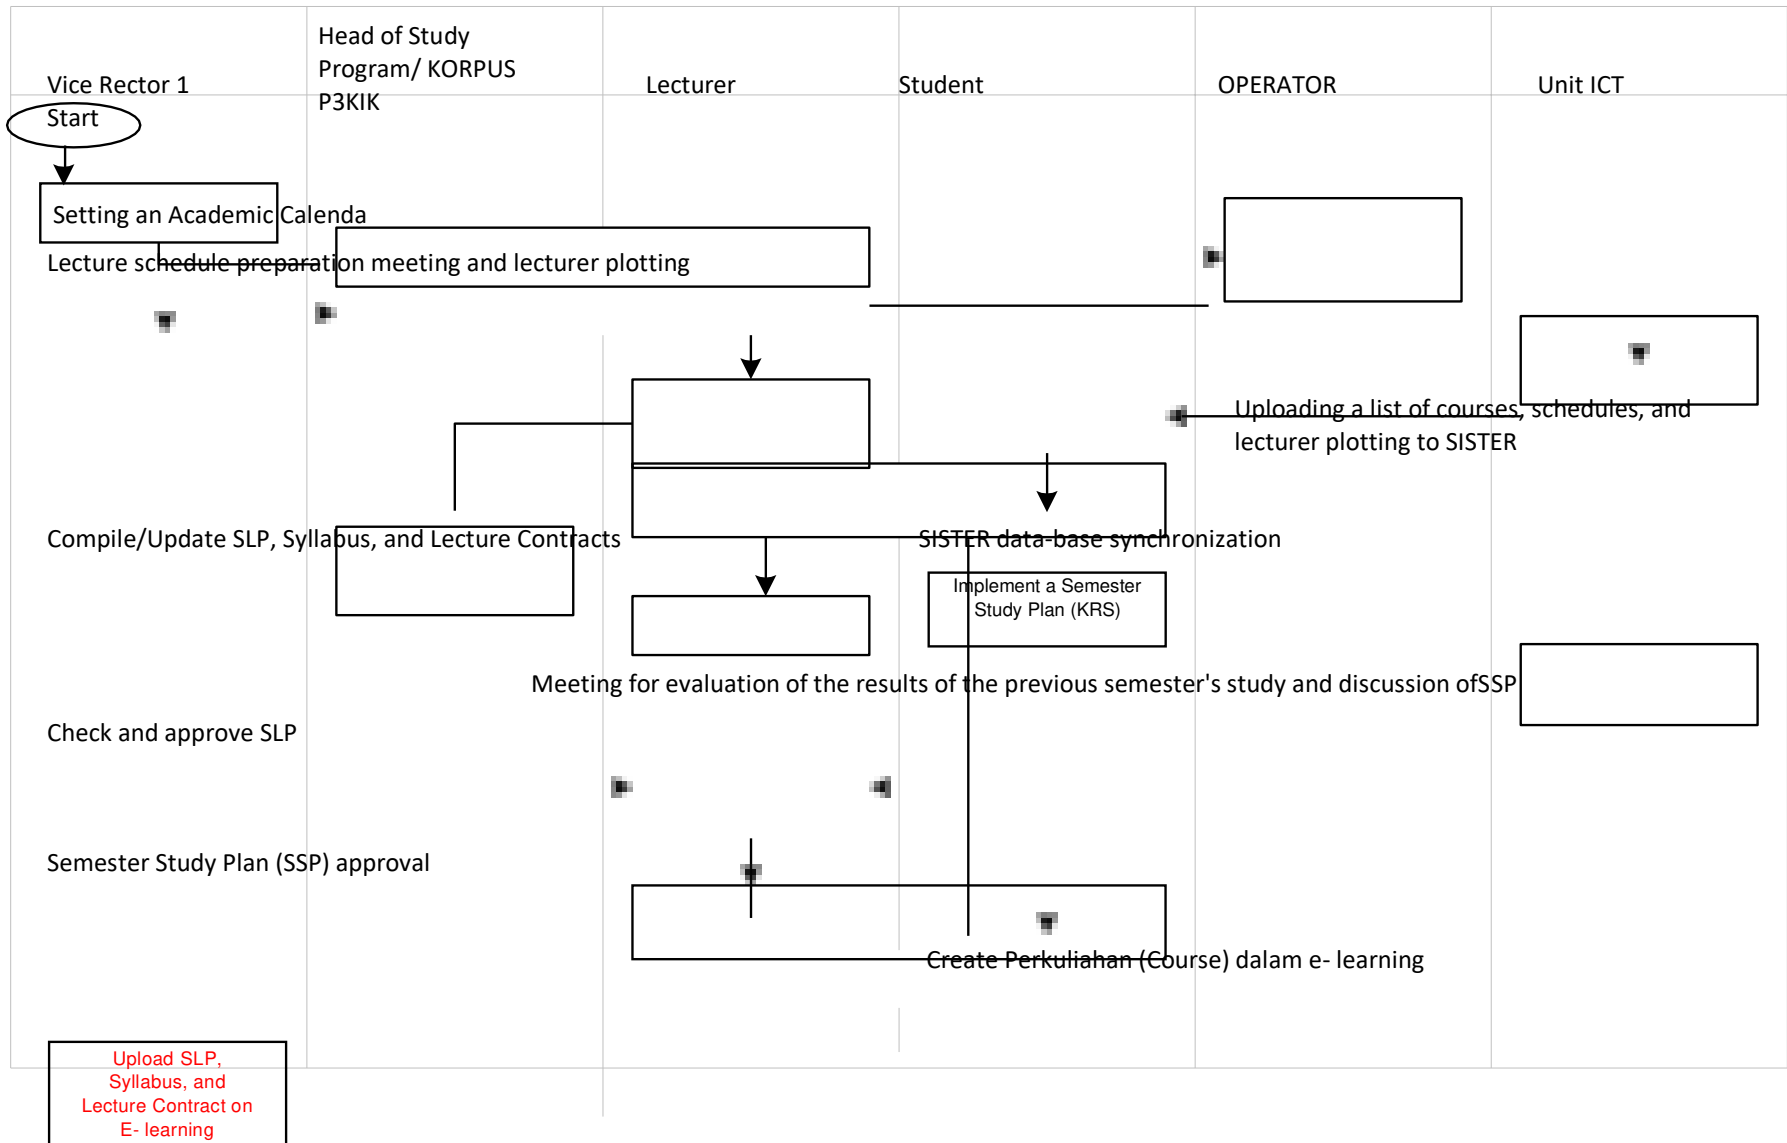 Head of Study
Program/ KORPUS
P3KIK
Vice Rector 1
Lecturer
Student
OPERATOR
Unit ICT
Start
Setting an Academic Calenda
Lecture schedule preparation meeting and lecturer plotting
Uploading a list of courses, schedules, and
lecturer plotting to SISTER
Compile/Update SLP, Syllabus, and Lecture Contracts
SISTER data-base synchronization
Implement a Semester
Study Plan (KRS)
Meeting for evaluation of the results of the previous semester's study and discussion ofSSP
Check and approve SLP
Semester Study Plan (SSP) approval
Create Perkuliahan (Course) dalam e- learning
Upload SLP,
Syllabus, and
Lecture Contract on
E- learning